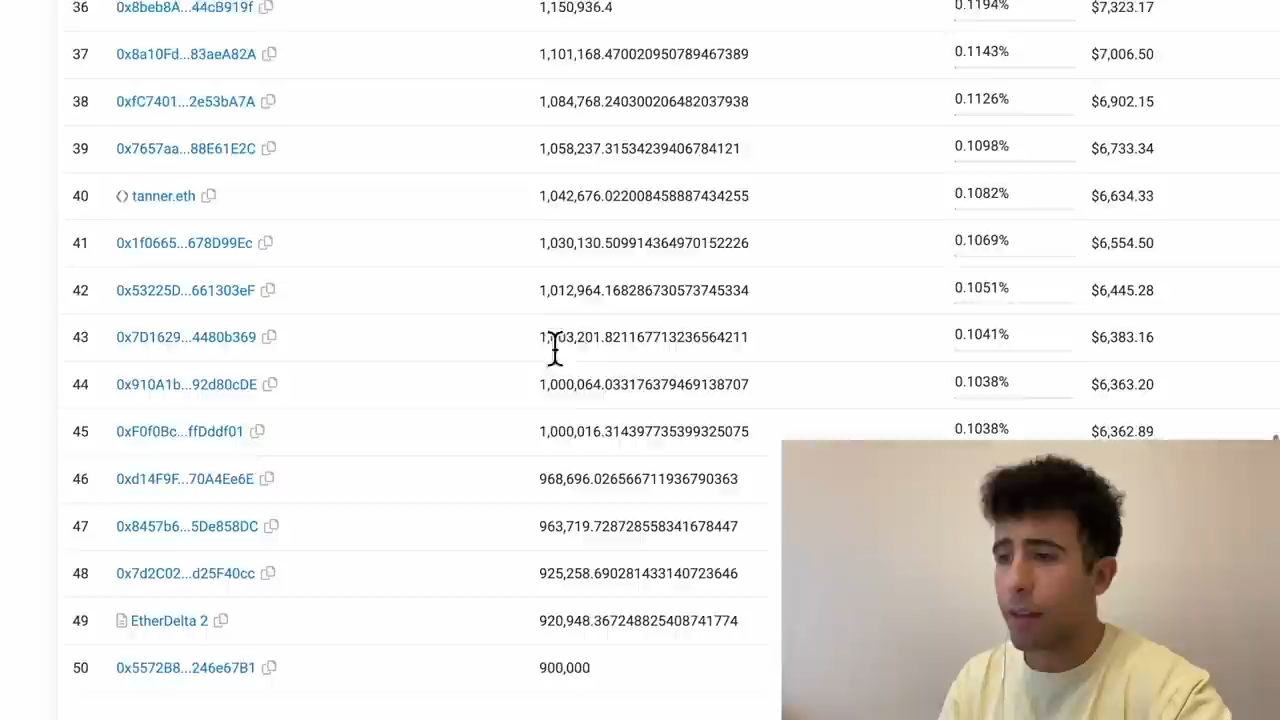 36 0x8beb8A...44cB919f 1,150,936.4 0.1194% $7,323.17
37 0x8a10Fd...83aeA82A 1,101,168.470020950789467389 0.1143% $7,006.50
38 0xfC7401...2e53bA7A 1,084,768.240300206482037938 0.1126% $6,902.15
39 0x7657aa...88E61E2C 1,058,237.31534239406784121 0.1098% $6,733.34
40 tanner.eth 1,042,676.022008458887434255 0.1082% $6,634.33
41 0x1f0665...678D99Ec 1,030,130.509914364970152226 0.1069% $6,554.50
42 0x53225D...661303eF 1,012,964.168286730573745334 0.1051% $6,445.28
43 0x7D1629...4480b369 1,003,201.821167713236564211 0.1041% $6,383.16
44 0x910A1b...92d80cDE 1,000,064.033176379469138707 0.1038% $6,363.20
45 0xF0f0Bc...ffDddf01 1,000,016.314397735399325075 0.1038% $6,362.89
46 0xd14F9F...70A4Ee6E 968,696.026566711936790363
47 0x8457b6...5De858DC 963,719.728728558341678447
48 0x7d2C02...d25F40cc 925,258.690281433140723646
49 EtherDelta 2 920,948.367248825408741774
50 0x5572B8...246e67B1 900,000